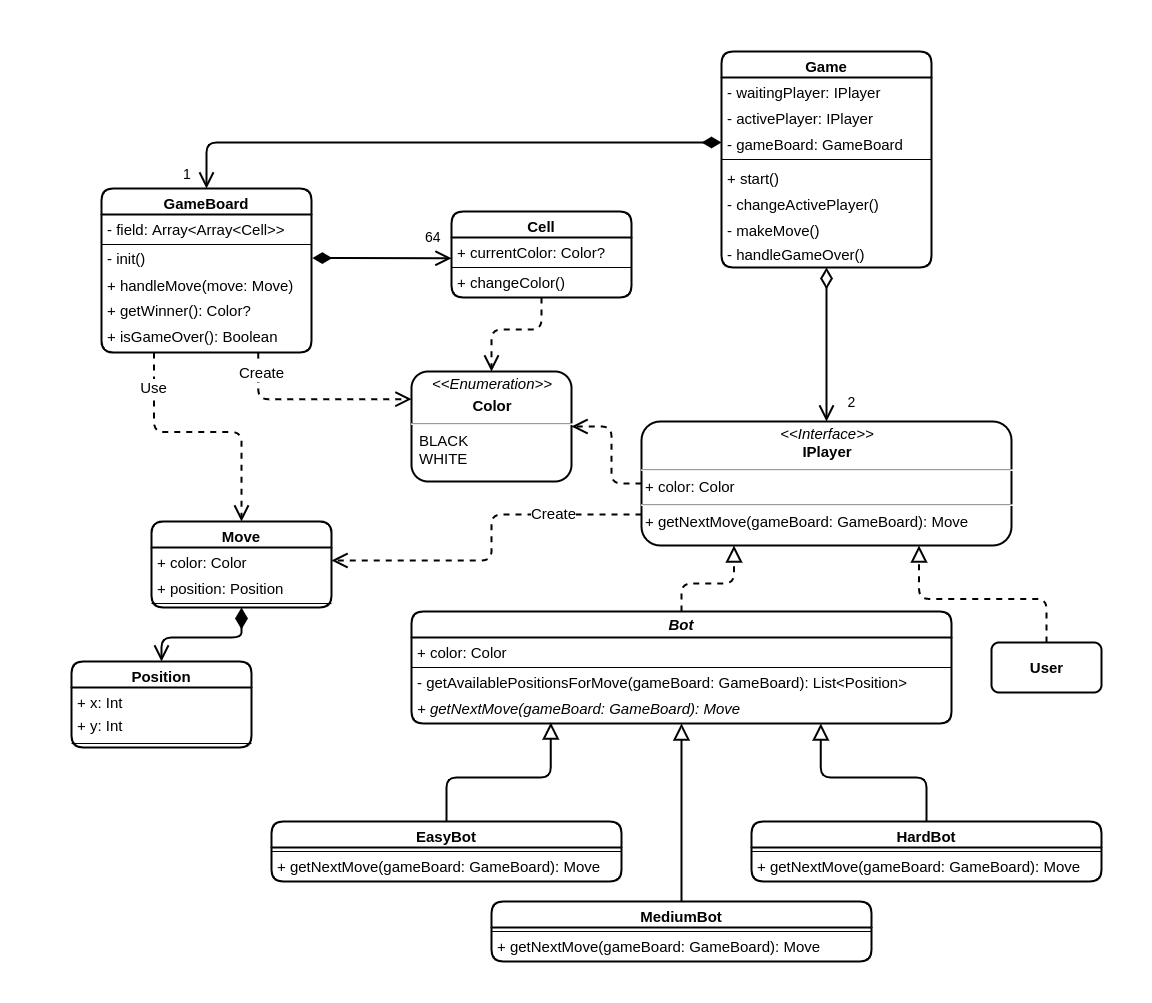 Game
- waitingPlayer: IPlayer
- activePlayer: IPlayer
- gameBoard: GameBoard
+ start()
- changeActivePlayer()
- makeMove()
- handleGameOver()
1
GameBoard
- field: Array<Array<Cell>>
- init()
+ handleMove(move: Move)
+ getWinner(): Color?
+ isGameOver(): Boolean
64
Cell
+ currentColor: Color?
+ changeColor()
Use
Create
<<Enumeration>>
Color
BLACK
WHITE
2
<<Interface>>
IPlayer
+ color: Color
+ getNextMove(gameBoard: GameBoard): Move
Create
Move
+ color: Color
+ position: Position
Position
+ x: Int
+ y: Int
Bot
+ color: Color
- getAvailablePositionsForMove(gameBoard: GameBoard): List<Position>
+ getNextMove(gameBoard: GameBoard): Move
User
EasyBot
+ getNextMove(gameBoard: GameBoard): Move
HardBot
+ getNextMove(gameBoard: GameBoard): Move
MediumBot
+ getNextMove(gameBoard: GameBoard): Move